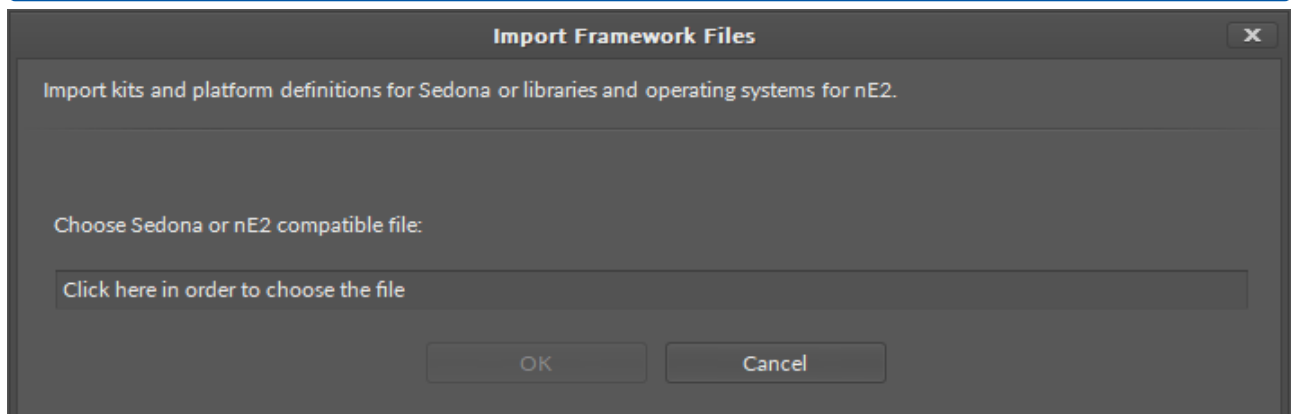 Import Framework Files
x
Import kits and platform definitions for Sedona or libraries and operating systems for nE2.
Choose Sedona or nE2 compatible file:
Click here in order to choose the file
OK
Cancel